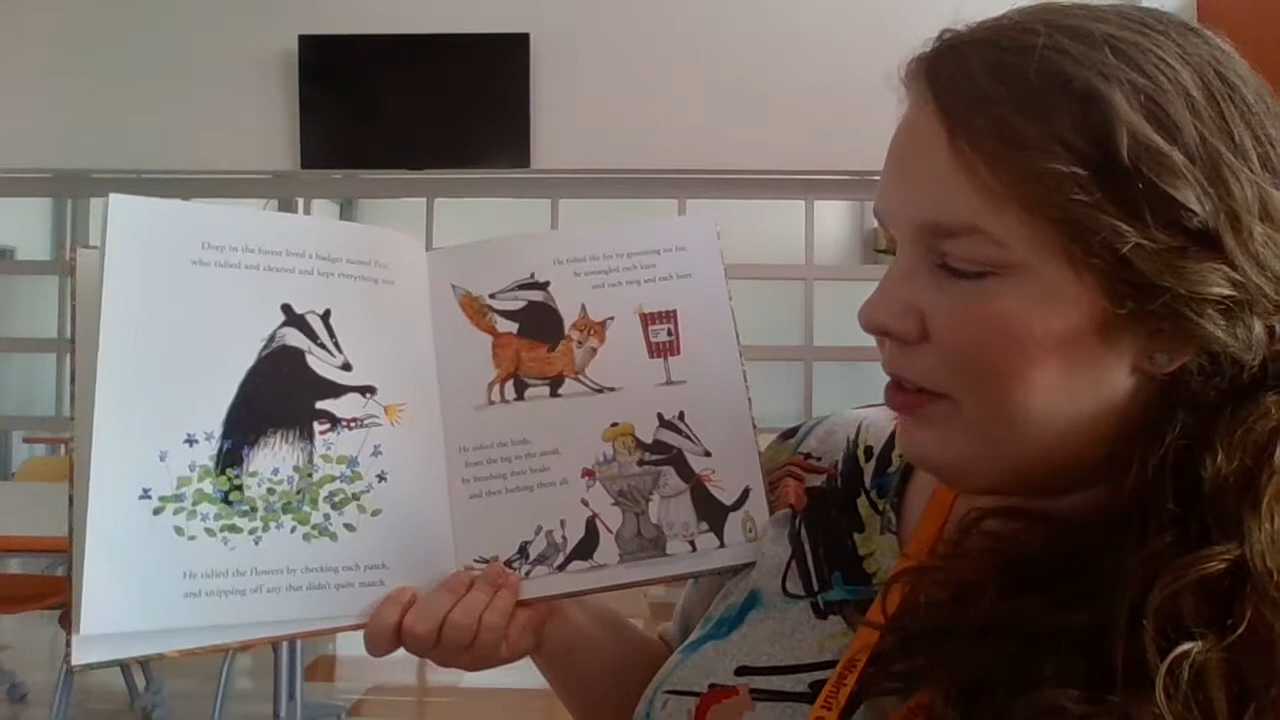 Deep in the forest lived a badger named Pete,
who tidied and cleaned and kept everything neat.
He tidied the flowers by checking each patch,
and snipping off any that didn't quite match.
He tidied the fox by grooming his fur,
he untangled each knot
and each twig and each burr.
He tidied the birds,
from the big to the small,
by brushing their beaks
and then bathing them all.
Walnut